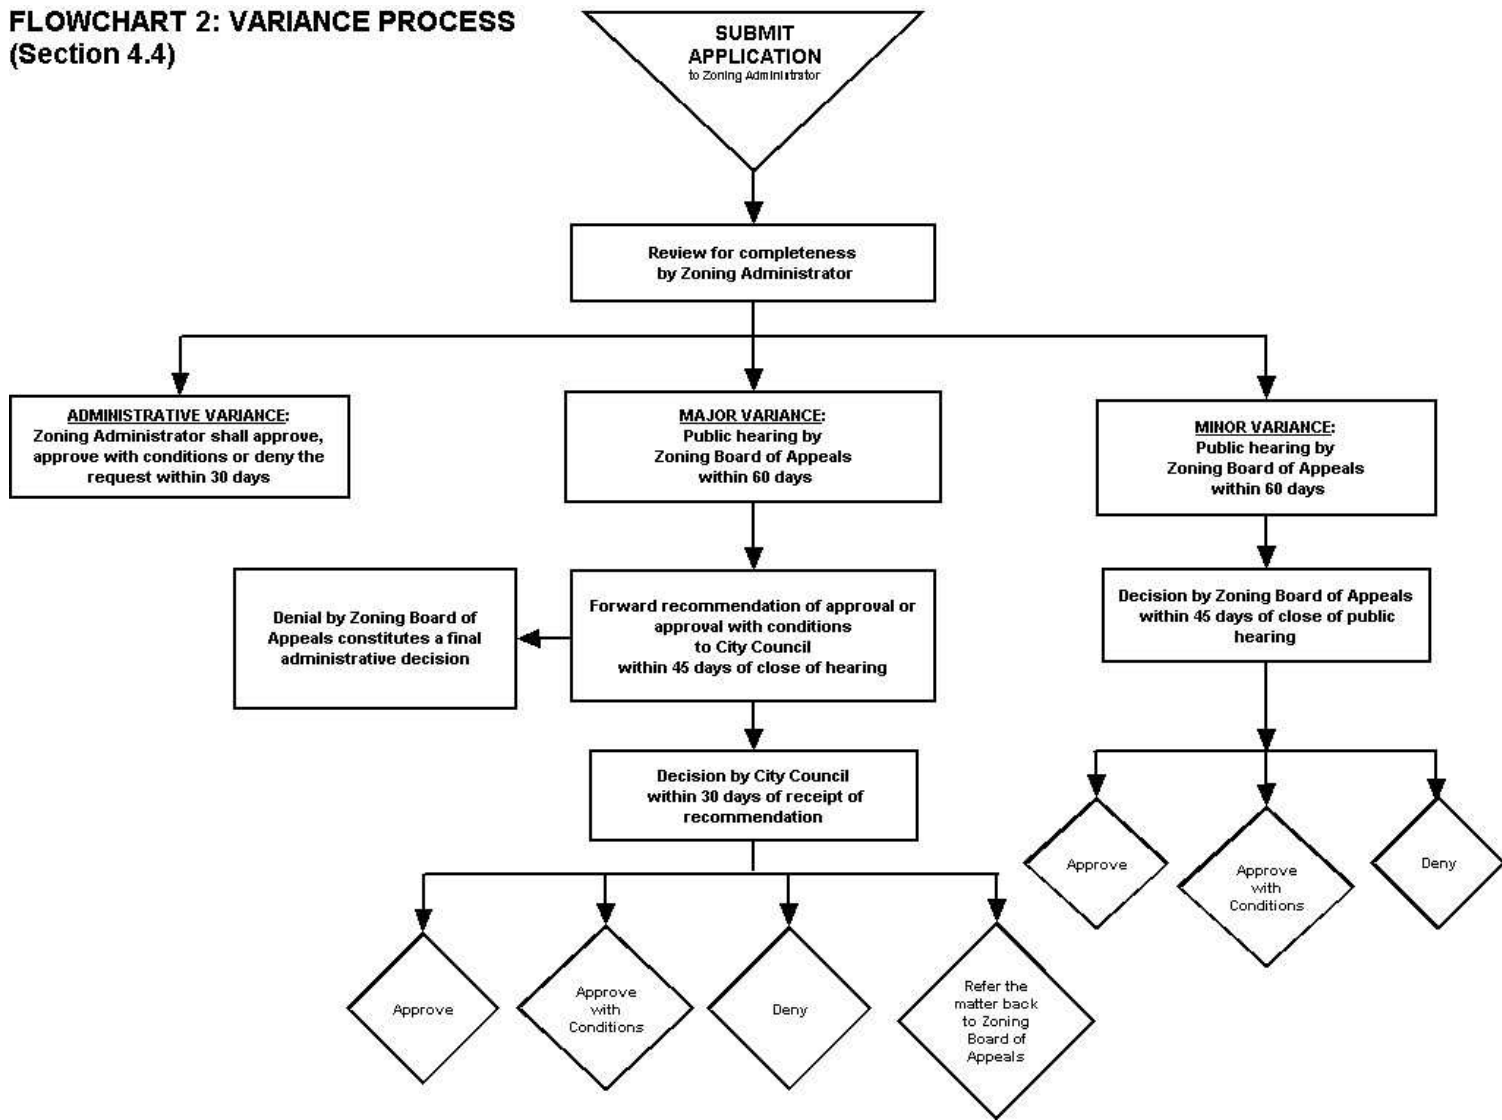 FLOWCHART 2: VARIANCE PROCESS
(Section 4.4)
SUBMIT
APPLICATION
to Zoning Administrator
Review for completeness
by Zoning Administrator
ADMINISTRATIVE VARIANCE:
Zoning Administrator shall approve,
approve with conditions or deny the
request within 30 days
MAJOR VARIANCE:
Public hearing by
Zoning Board of Appeals
within 60 days
MINOR VARIANCE:
Public hearing by
Zoning Board of Appeals
within 60 days
Denial by Zoning Board of
Appeals constitutes a final
administrative decision
Forward recommendation of approval or
approval with conditions
to City Council
within 45 days of close of hearing
Decision by Zoning Board of Appeals
within 45 days of close of public
hearing
Decision by City Council
within 30 days of receipt of
recommendation
Approve
Approve
with
Conditions
Deny
Approve
Approve
with
Conditions
Deny
Refer the
matter back
to Zoning
Board of
Appeals